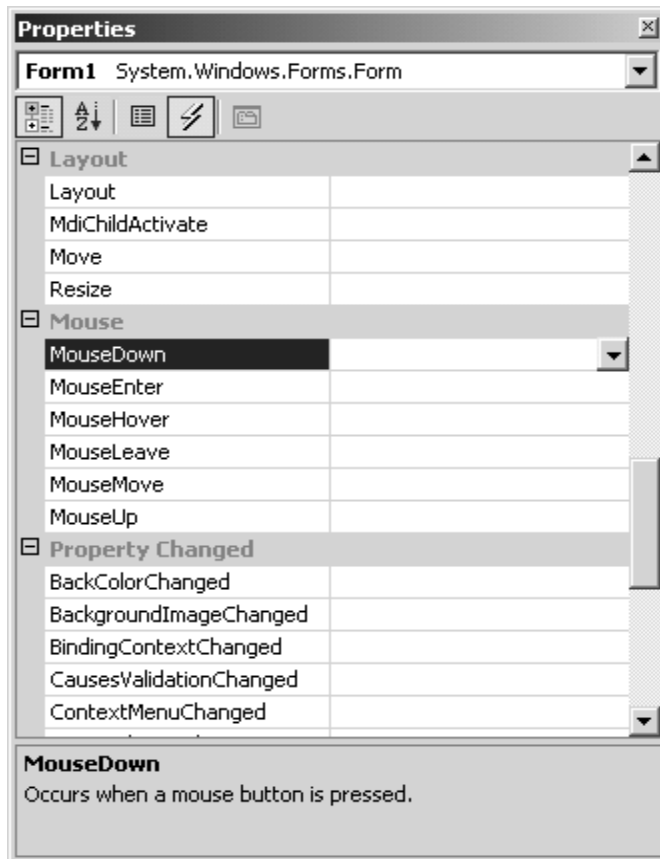 Properties
Form1 System.Windows.Forms.Form
Layout
Layout
MdiChildActivate
Move
Resize
Mouse
MouseDown
MouseEnter
MouseHover
MouseLeave
MouseMove
MouseUp
Property Changed
BackColorChanged
BackgroundImageChanged
BindingContextChanged
CausesValidationChanged
ContextMenuChanged
MouseDown
Occurs when a mouse button is pressed.